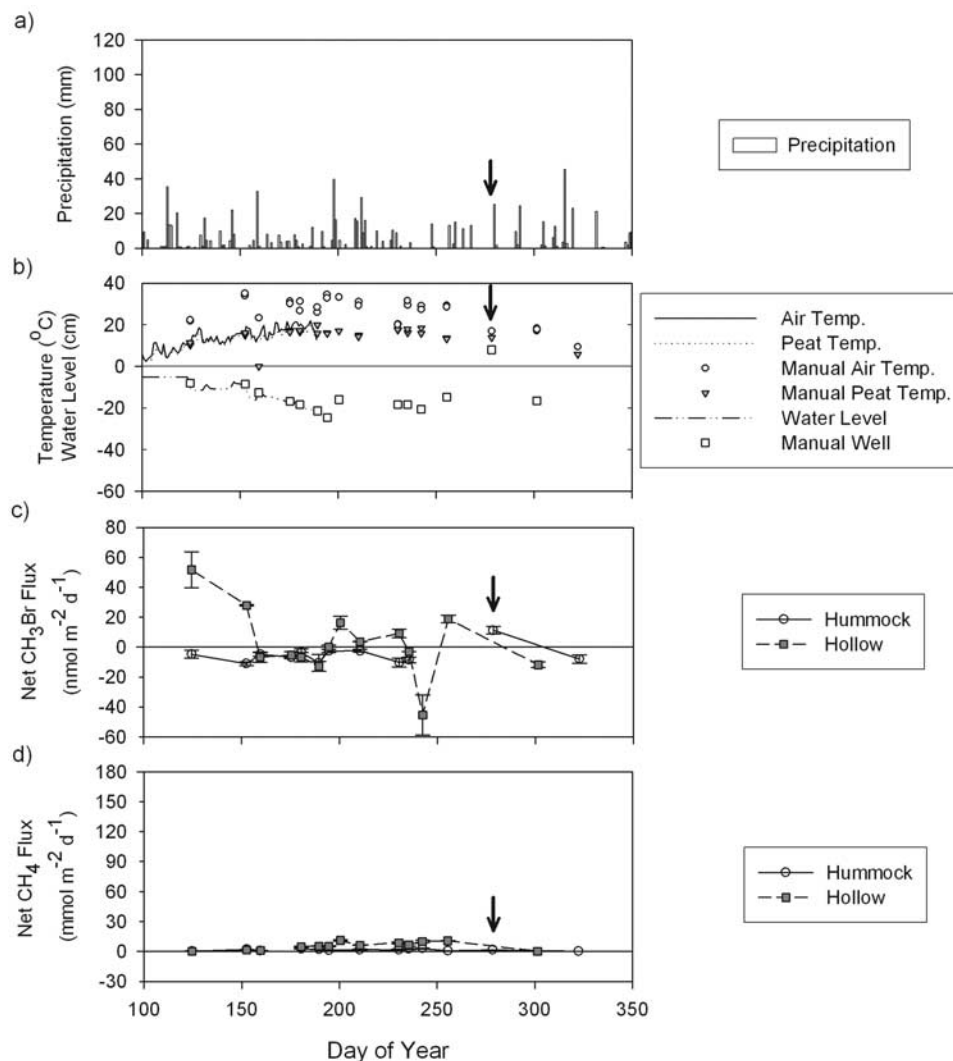 a)
120
100
80
60
40
20
0
Precipitation (mm)
Precipitation
b)
40
20
0
-20
-40
-60
Temperature (°C)
Water Level (cm)
Air Temp.
Peat Temp.
Manual Air Temp.
Manual Peat Temp.
Water Level
Manual Well
c)
80
60
40
20
0
-20
-40
-60
Net CH3Br Flux
(nmol m-2 d-1)
Hummock
Hollow
d)
180
150
120
90
60
30
0
-30
Net CH4 Flux
(mmol m-2 d-1)
Hummock
Hollow
100 150 200 250 300 350
Day of Year